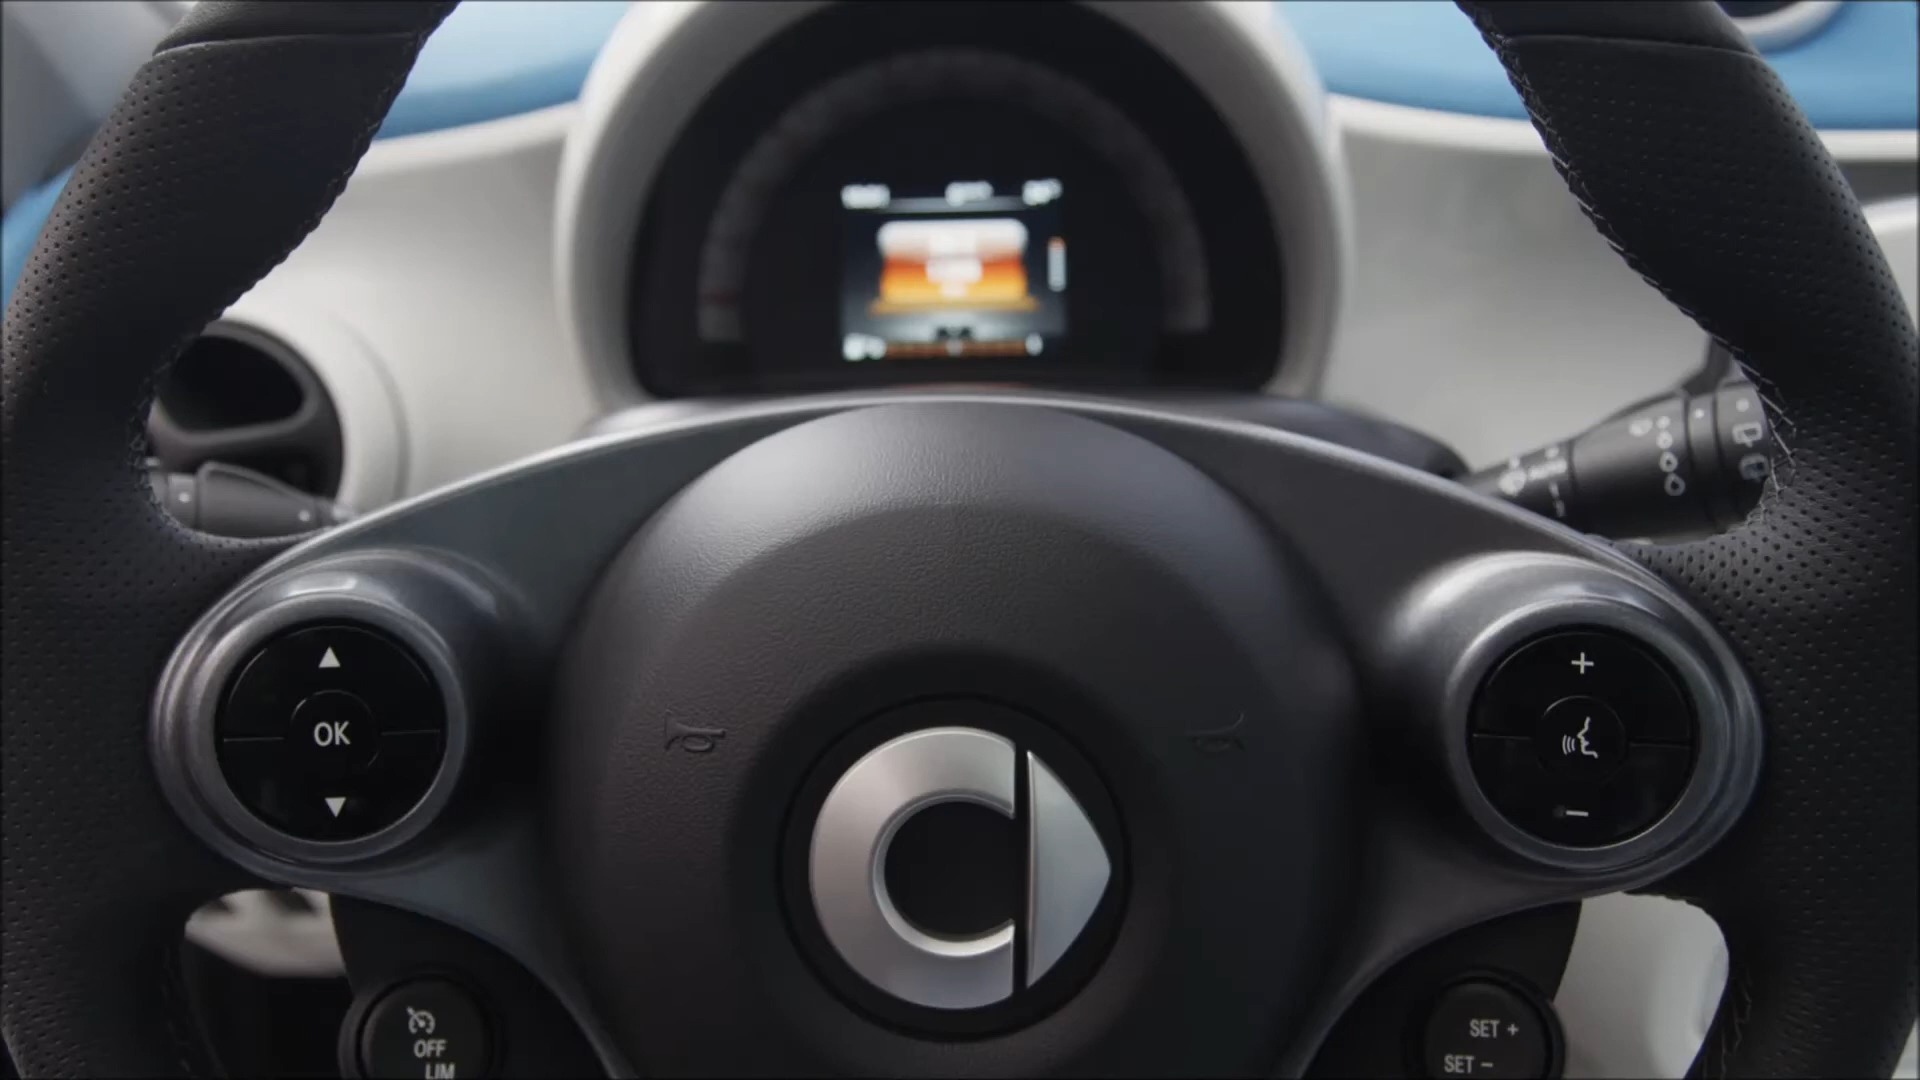 OK
+
–
OFF
LIM
SET +
SET –